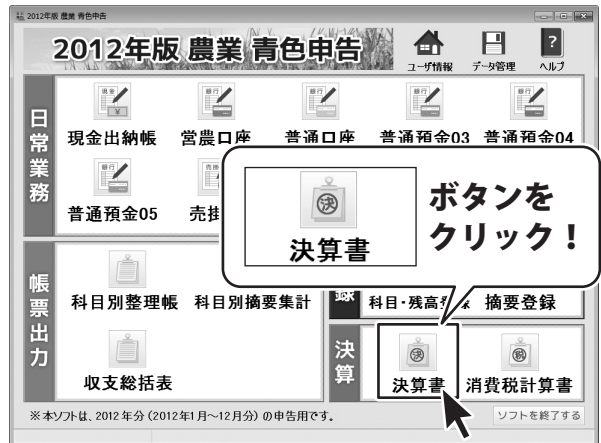 2012年版 農業 青色申告
2012年版 農業 青色申告
ユーザ情報 データ管理 ヘルプ
日常業務
現金出納帳 営農口座 普通口座 普通預金03 普通預金04
普通預金05 売掛
決
決算書
ボタンを
クリック！
帳票出力
科目別整理帳 科目別摘要集計
収支総括表
録
科目・残高登録 摘要登録
決算
決算書 消費税計算書
※本ソフトは、2012年分（2012年1月～12月分）の申告用です。
ソフトを終了する